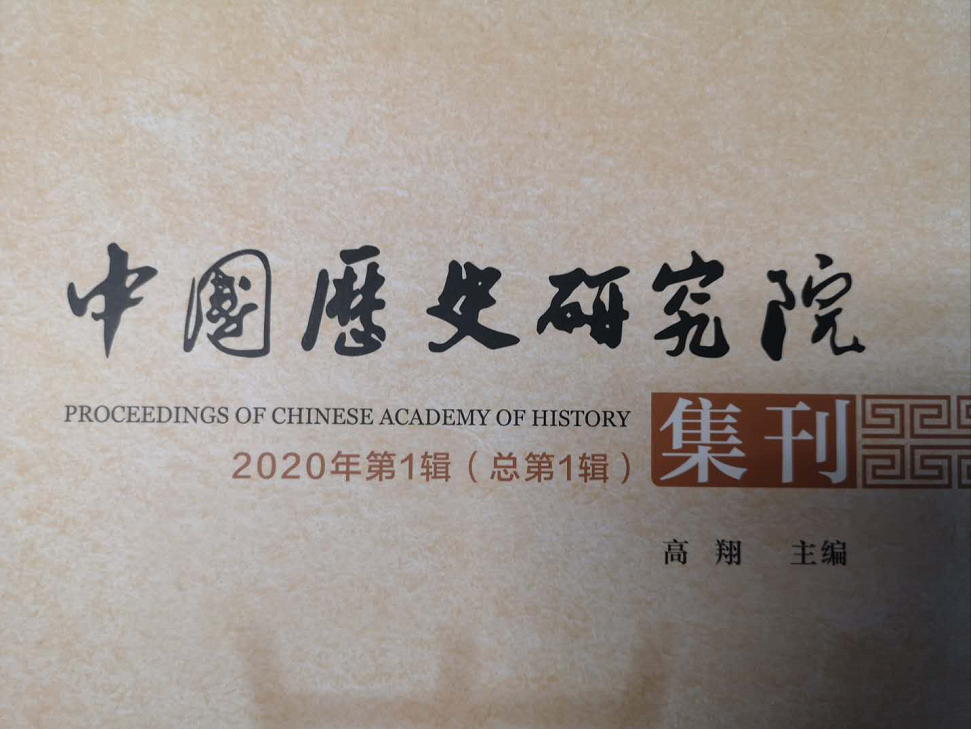 中國歷史研究院
PROCEEDINGS OF CHINESE ACADEMY OF HISTORY
集刊
2020年第1辑（总第1辑）
高翔 主编